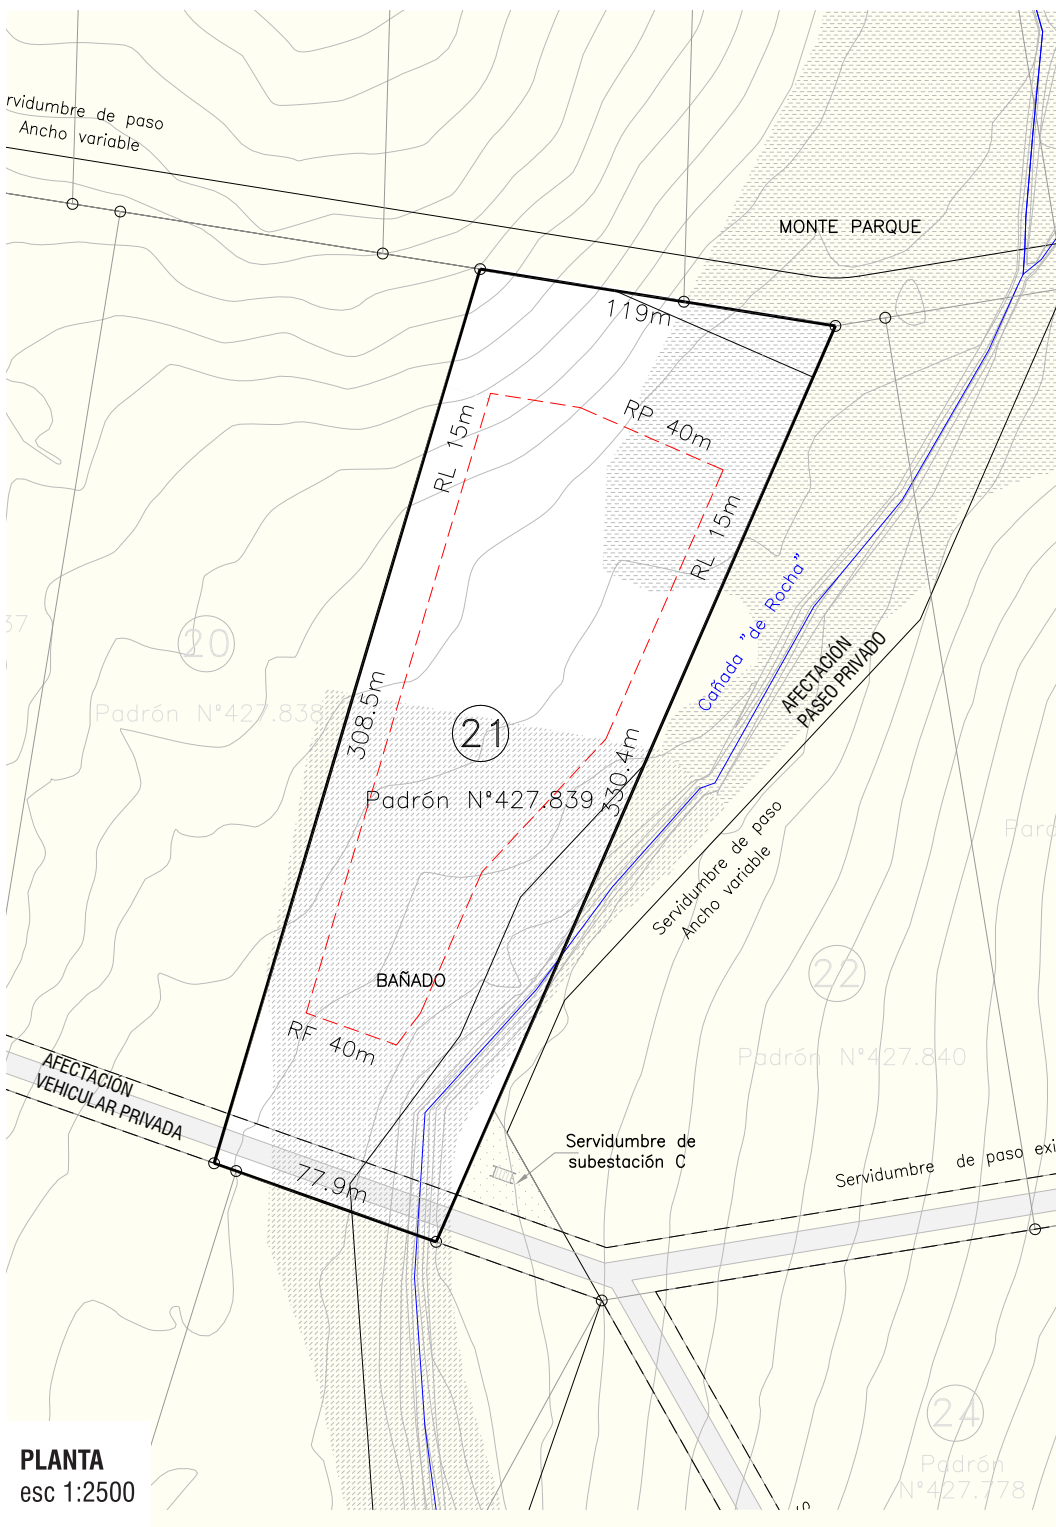 rvidumbre de paso
Ancho variable
MONTE PARQUE
119m
RP 40m
RL 15m
RL 15m
Cañada "de Rocha"
37
20
Padrón N°427.838
308.5m
21
Padrón N°427.839
330.4m
AFECTACIÓN
PASEO PRIVADO
Servidumbre de paso
Ancho variable
22
Padrón N°427.840
BAÑADO
RF 40m
AFECTACIÓN
VEHICULAR PRIVADA
77.9m
Servidumbre de
subestación C
Servidumbre de paso exi
24
Padrón
N°427.778
PLANTA
esc 1:2500